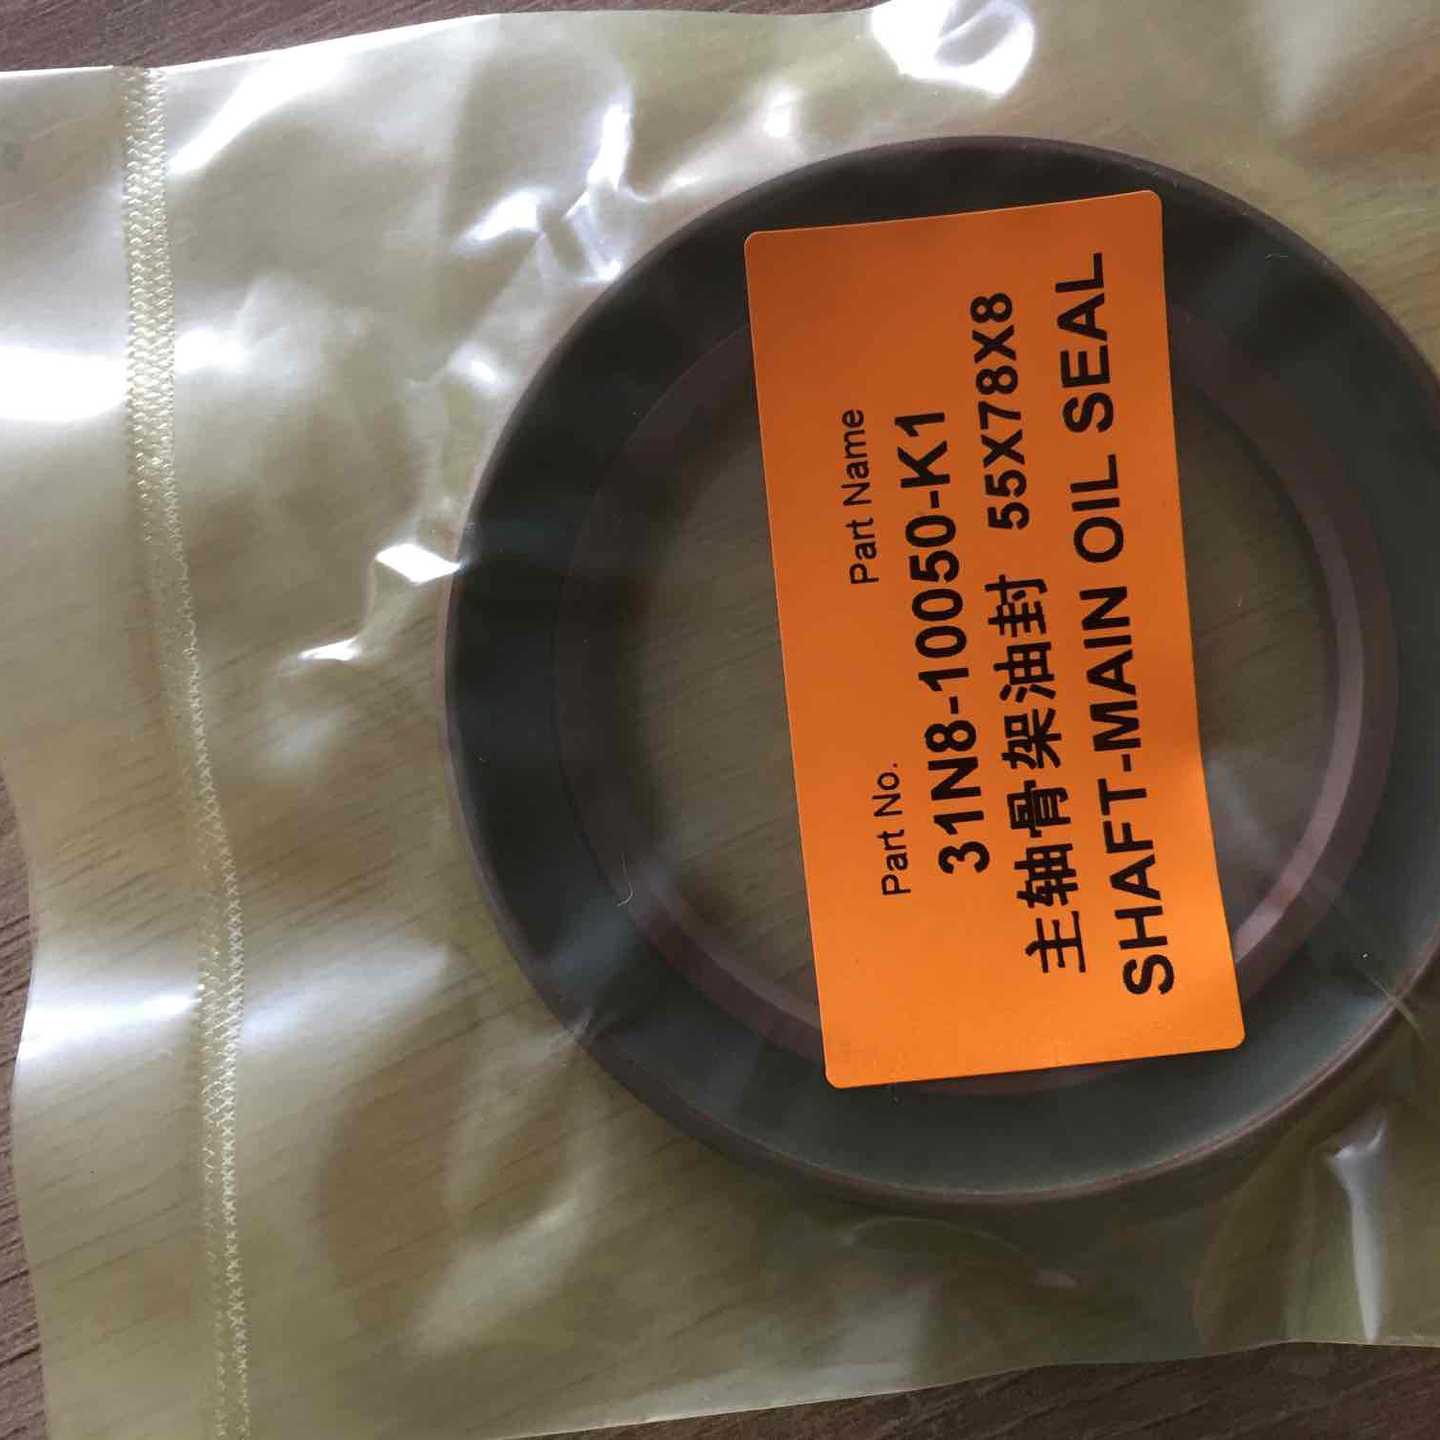 Part No. Part Name
31N8-10050-K1
主轴骨架油封 55X78X8
SHAFT-MAIN OIL SEAL